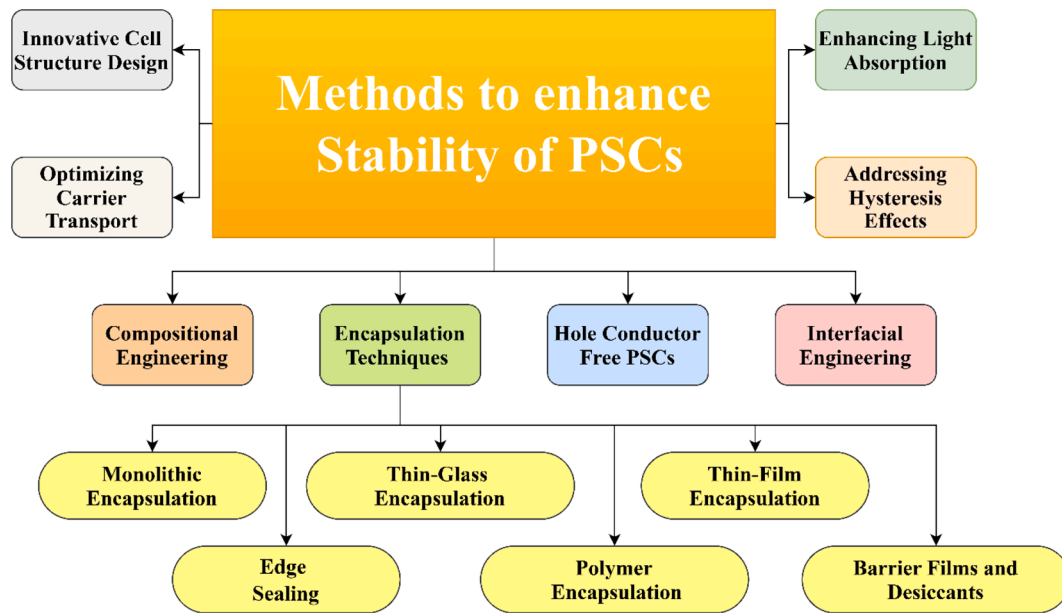 Methods to enhance
Stability of PSCs
Innovative Cell
Structure Design
Optimizing
Carrier
Transport
Enhancing Light
Absorption
Addressing
Hysteresis
Effects
Compositional
Engineering
Encapsulation
Techniques
Hole Conductor
Free PSCs
Interfacial
Engineering
Monolithic
Encapsulation
Edge
Sealing
Thin-Glass
Encapsulation
Polymer
Encapsulation
Thin-Film
Encapsulation
Barrier Films and
Desiccants